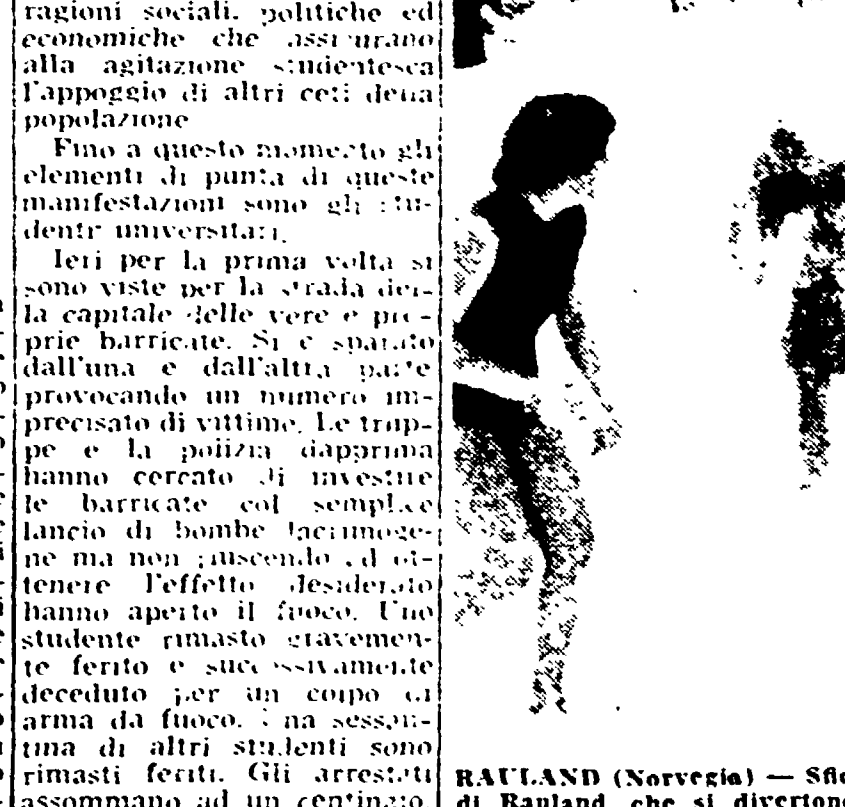 ragioni sociali, politiche ed
economiche che assicurano
alla agitazione studentesca
l'appoggio di altri ceti della
popolazione
Fino a questo momento gli
elementi di punta di queste
manifestazioni sono gli stu-
denti universitari.
Ieri per la prima volta si
sono viste per la strada del-
la capitale delle vere e pro-
prie barricate. Si è sparato
dall'una e dall'altra parte
provocando un numero im-
precisato di vittime. Le trup-
pe e la polizia dapprima
hanno cercato di investire
le barricate col semplice
lancio di bombe lacrimoge-
ne ma non riuscendo ad ot-
tenere l'effetto desiderato
hanno aperto il fuoco. Uno
studente rimasto gravemen-
te ferito e successivamente
deceduto per un colpo di
arma da fuoco. Una sessan-
tina di altri studenti sono
rimasti feriti. Gli arrestati
assommano ad un centinaio.
RAULAND (Norvegia) —
di Rauland che si divertono